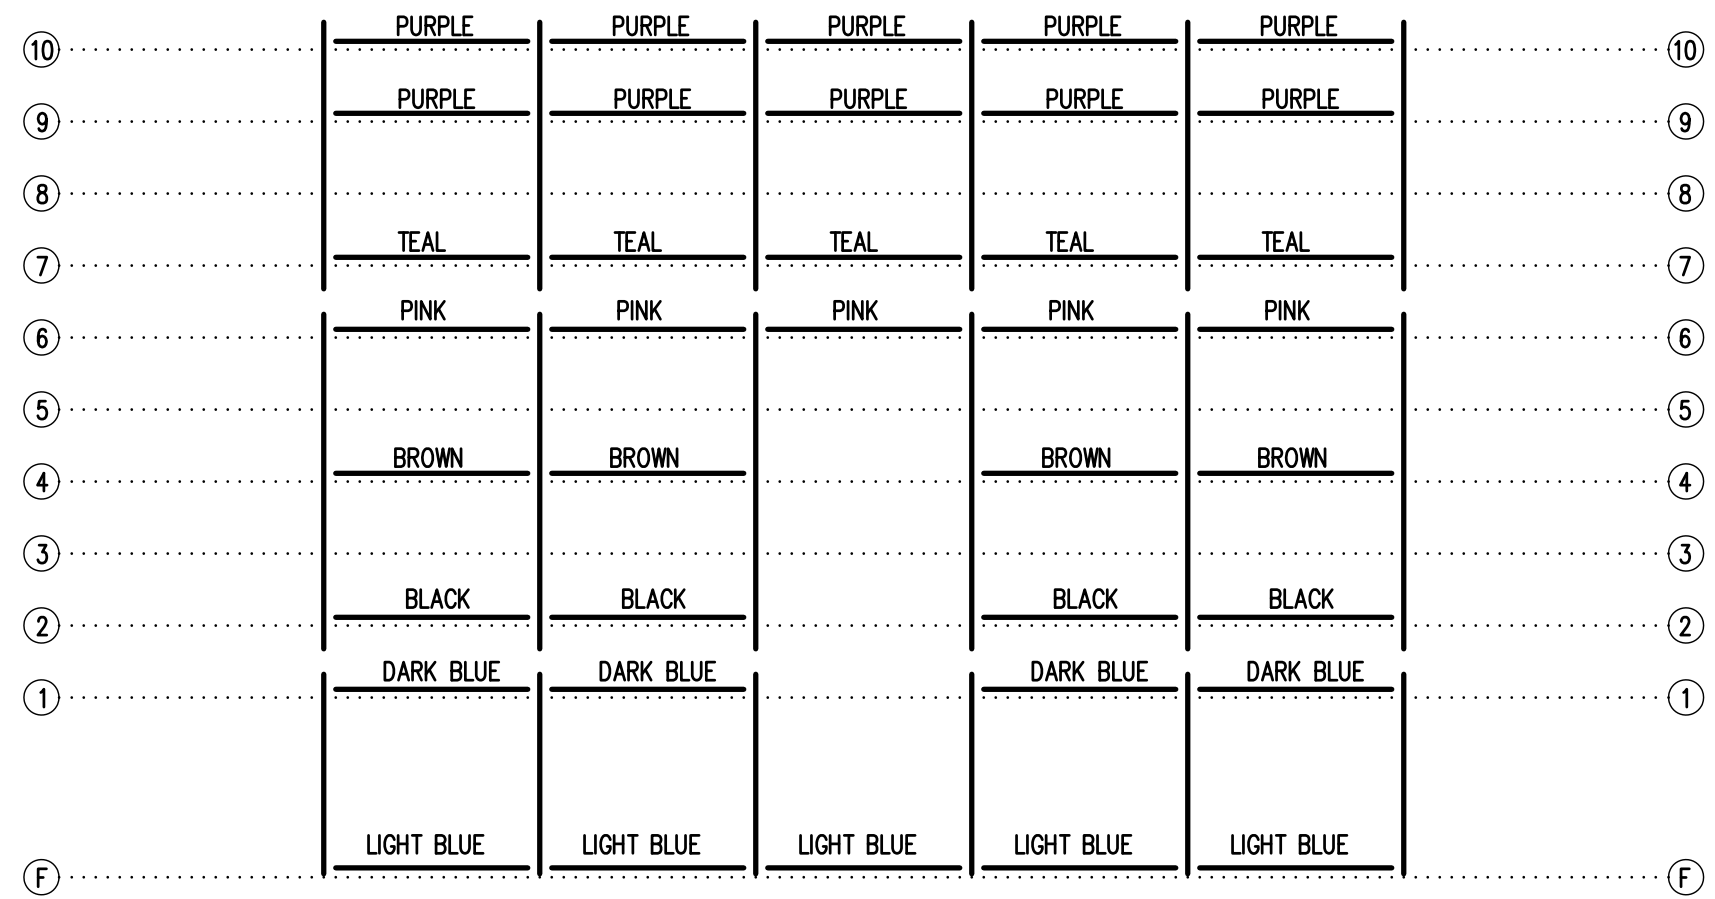 PURPLE PURPLE PURPLE PURPLE PURPLE
10 10
PURPLE PURPLE PURPLE PURPLE PURPLE
9 9
8 8
TEAL TEAL TEAL TEAL TEAL
7 7
PINK PINK PINK PINK PINK
6 6
5 5
BROWN BROWN BROWN BROWN
4 4
3 3
BLACK BLACK BLACK BLACK
2 2
DARK BLUE DARK BLUE DARK BLUE DARK BLUE
1 1
LIGHT BLUE LIGHT BLUE LIGHT BLUE LIGHT BLUE LIGHT BLUE
F F